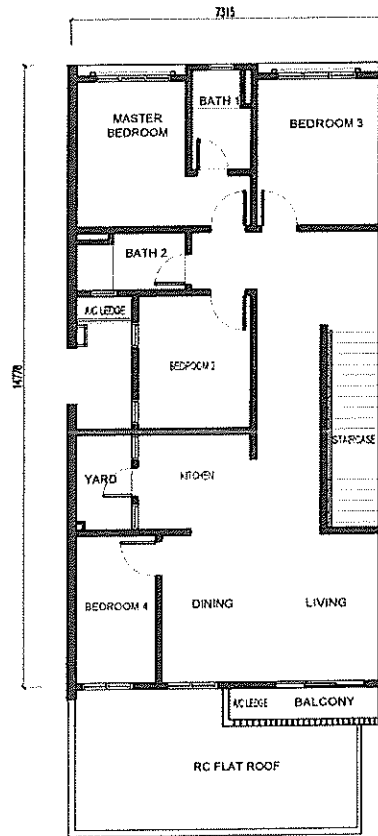 7315
BATH 1
MASTER
BEDROOM
BEDROOM 3
BATH 2
A/C LEDGE
BEDROOM 2
14778
STAIRCASE
YARD
KITCHEN
BEDROOM 4
DINING
LIVING
A/C LEDGE
BALCONY
RC FLAT ROOF